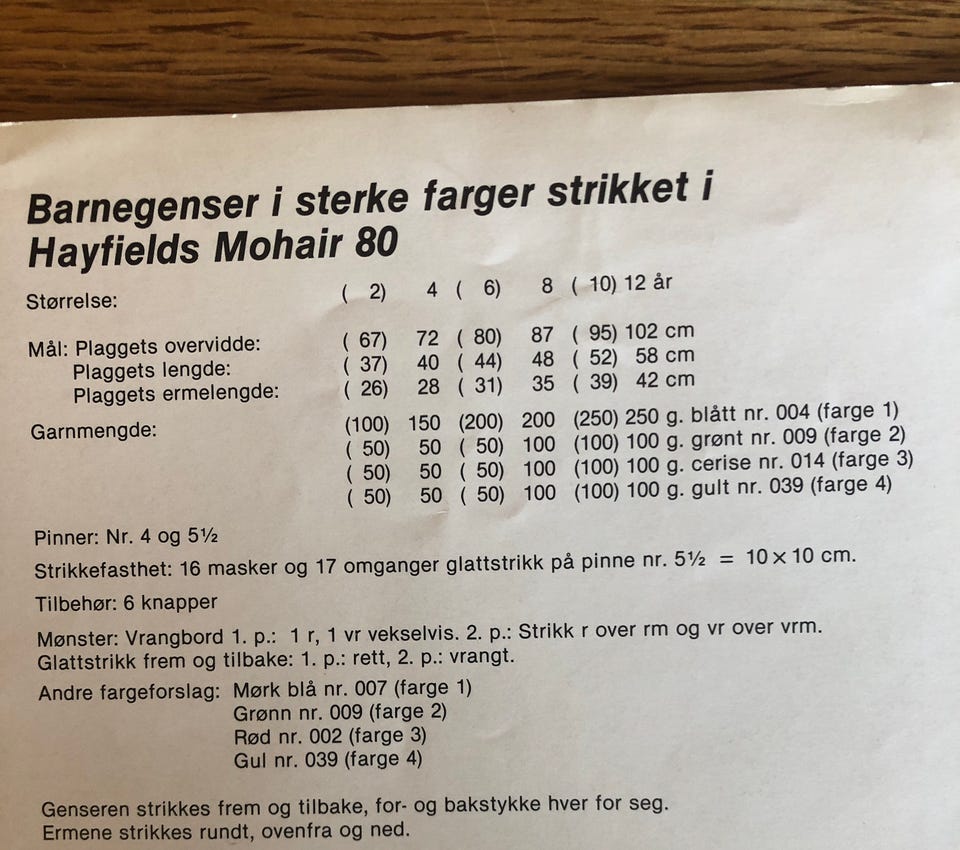 Barnegenser i sterke farger strikket i
Hayfields Mohair 80
Størrelse: ( 2) 4 ( 6) 8 ( 10) 12 år
Mål: Plaggets overvidde: ( 67) 72 ( 80) 87 ( 95) 102 cm
Plaggets lengde: ( 37) 40 ( 44) 48 ( 52) 58 cm
Plaggets ermelengde: ( 26) 28 ( 31) 35 ( 39) 42 cm
Garnmengde: (100) 150 (200) 200 (250) 250 g. blått nr. 004 (farge 1)
( 50) 50 ( 50) 100 (100) 100 g. grønt nr. 009 (farge 2)
( 50) 50 ( 50) 100 (100) 100 g. cerise nr. 014 (farge 3)
( 50) 50 ( 50) 100 (100) 100 g. gult nr. 039 (farge 4)
Pinner: Nr. 4 og 5½
Strikkefasthet: 16 masker og 17 omganger glattstrikk på pinne nr. 5½ = 10 × 10 cm.
Tilbehør: 6 knapper
Mønster: Vrangbord 1. p.: 1 r, 1 vr vekselvis. 2. p.: Strikk r over rm og vr over vrm.
Glattstrikk frem og tilbake: 1. p.: rett, 2. p.: vrangt.
Andre fargeforslag: Mørk blå nr. 007 (farge 1)
Grønn nr. 009 (farge 2)
Rød nr. 002 (farge 3)
Gul nr. 039 (farge 4)
Genseren strikkes frem og tilbake, for- og bakstykke hver for seg.
Ermene strikkes rundt, ovenfra og ned.